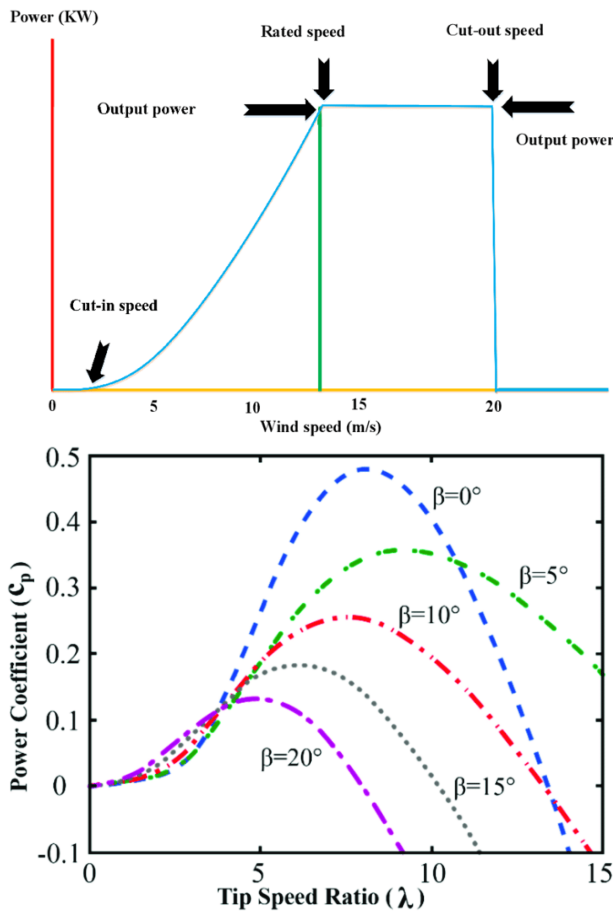 Power (KW)
Rated speed
Cut-out speed
Output power
Output power
Cut-in speed
0
5
10
15
20
Wind speed (m/s)
0.5
0.4
0.3
0.2
0.1
0
-0.1
β=0°
β=5°
β=10°
β=15°
β=20°
Power Coefficient (cp)
0
5
10
15
Tip Speed Ratio (λ)